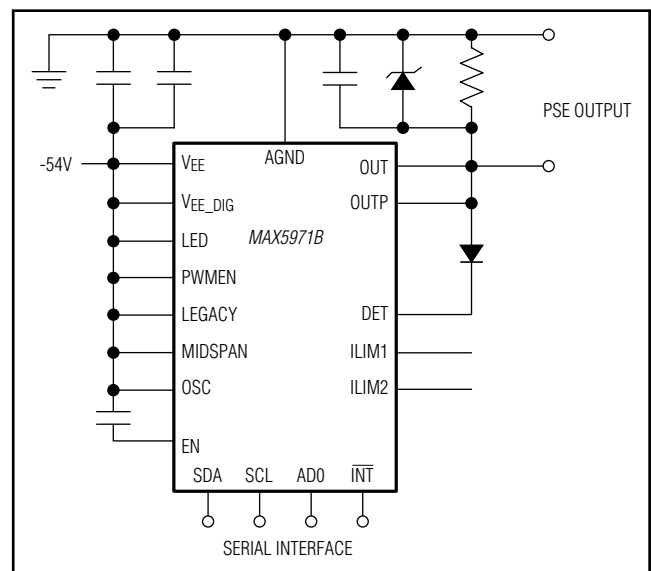 PSE OUTPUT
-54V
AGND
VEE
OUT
VEE_DIG
OUTP
LED
MAX5971B
PWMEN
LEGACY
DET
MIDSPAN
ILIM1
OSC
ILIM2
EN
SDA SCL AD0 INT
SERIAL INTERFACE